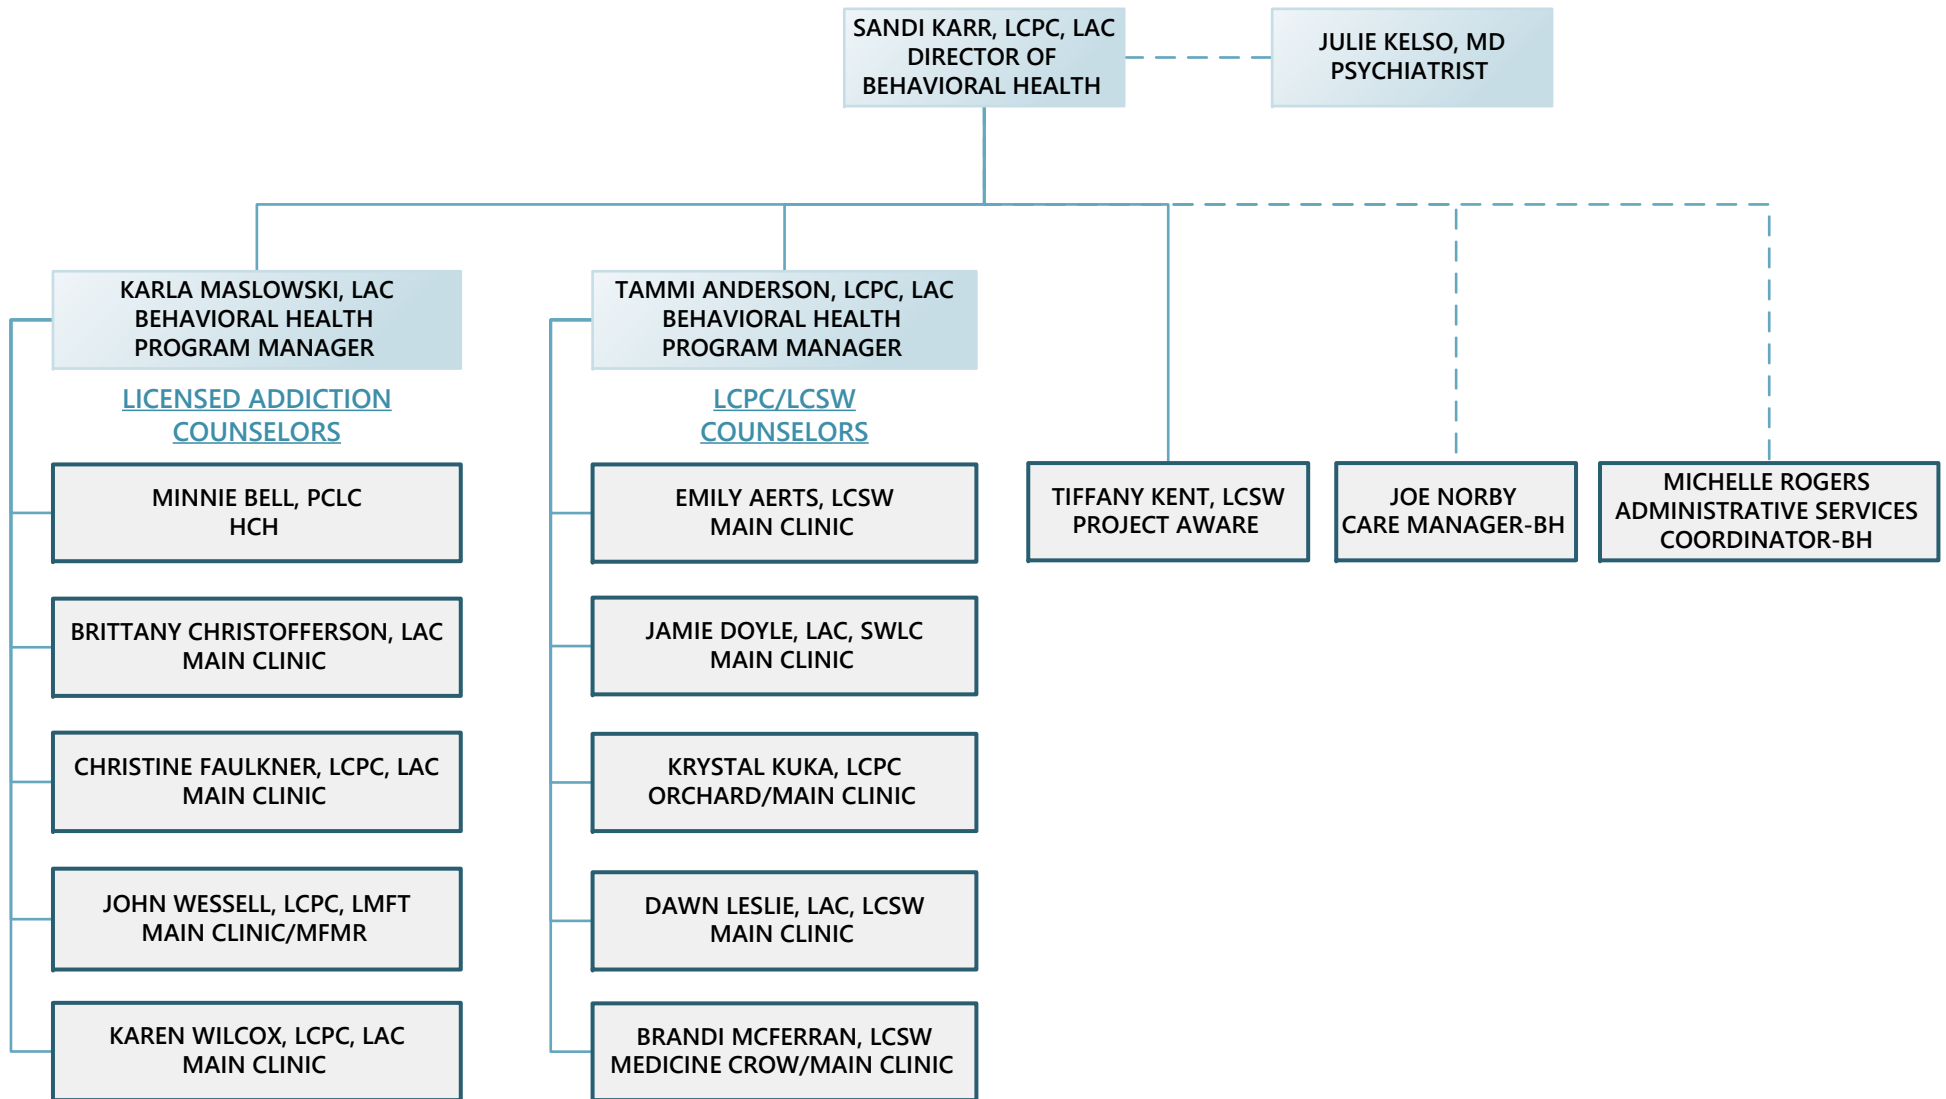 SANDI KARR, LCPC, LAC
DIRECTOR OF
BEHAVIORAL HEALTH
JULIE KELSO, MD
PSYCHIATRIST
KARLA MASLOWSKI, LAC
BEHAVIORAL HEALTH
PROGRAM MANAGER
LICENSED ADDICTION
COUNSELORS
MINNIE BELL, PCLC
HCH
BRITTANY CHRISTOFFERSON, LAC
MAIN CLINIC
CHRISTINE FAULKNER, LCPC, LAC
MAIN CLINIC
JOHN WESSELL, LCPC, LMFT
MAIN CLINIC/MFMR
KAREN WILCOX, LCPC, LAC
MAIN CLINIC
TAMMI ANDERSON, LCPC, LAC
BEHAVIORAL HEALTH
PROGRAM MANAGER
LCPC/LCSW
COUNSELORS
EMILY AERTS, LCSW
MAIN CLINIC
JAMIE DOYLE, LAC, SWLC
MAIN CLINIC
KRYSTAL KUKA, LCPC
ORCHARD/MAIN CLINIC
DAWN LESLIE, LAC, LCSW
MAIN CLINIC
BRANDI MCFERRAN, LCSW
MEDICINE CROW/MAIN CLINIC
TIFFANY KENT, LCSW
PROJECT AWARE
JOE NORBY
CARE MANAGER-BH
MICHELLE ROGERS
ADMINISTRATIVE SERVICES
COORDINATOR-BH